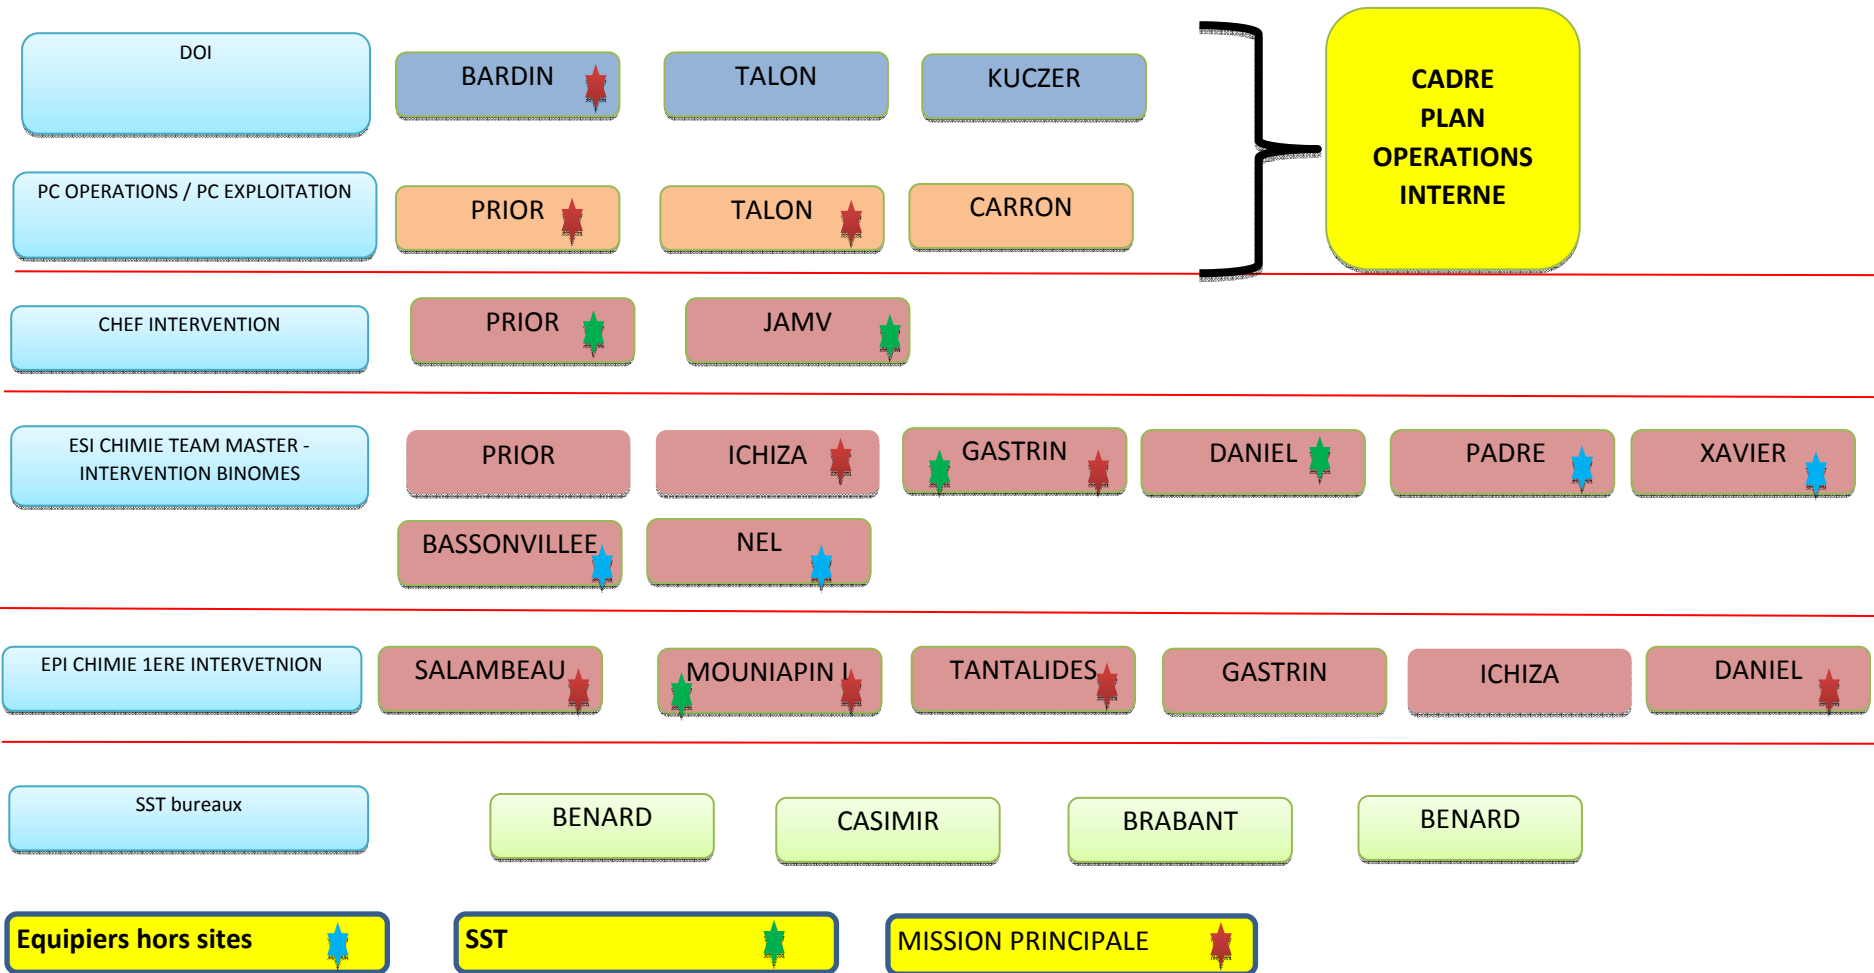 DOI
BARDIN
TALON
KUCZER
CADRE
PLAN
OPERATIONS
INTERNE
PC OPERATIONS / PC EXPLOITATION
PRIOR
TALON
CARRON
CHEF INTERVENTION
PRIOR
JAMV
ESI CHIMIE TEAM MASTER -
INTERVENTION BINOMES
PRIOR
ICHIZA
GASTRIN
DANIEL
PADRE
XAVIER
BASSONVILLEE
NEL
EPI CHIMIE 1ERE INTERVETNION
SALAMBEAU
MOUNIAPIN I
TANTALIDES
GASTRIN
ICHIZA
DANIEL
SST bureaux
BENARD
CASIMIR
BRABANT
BENARD
Equipiers hors sites
SST
MISSION PRINCIPALE